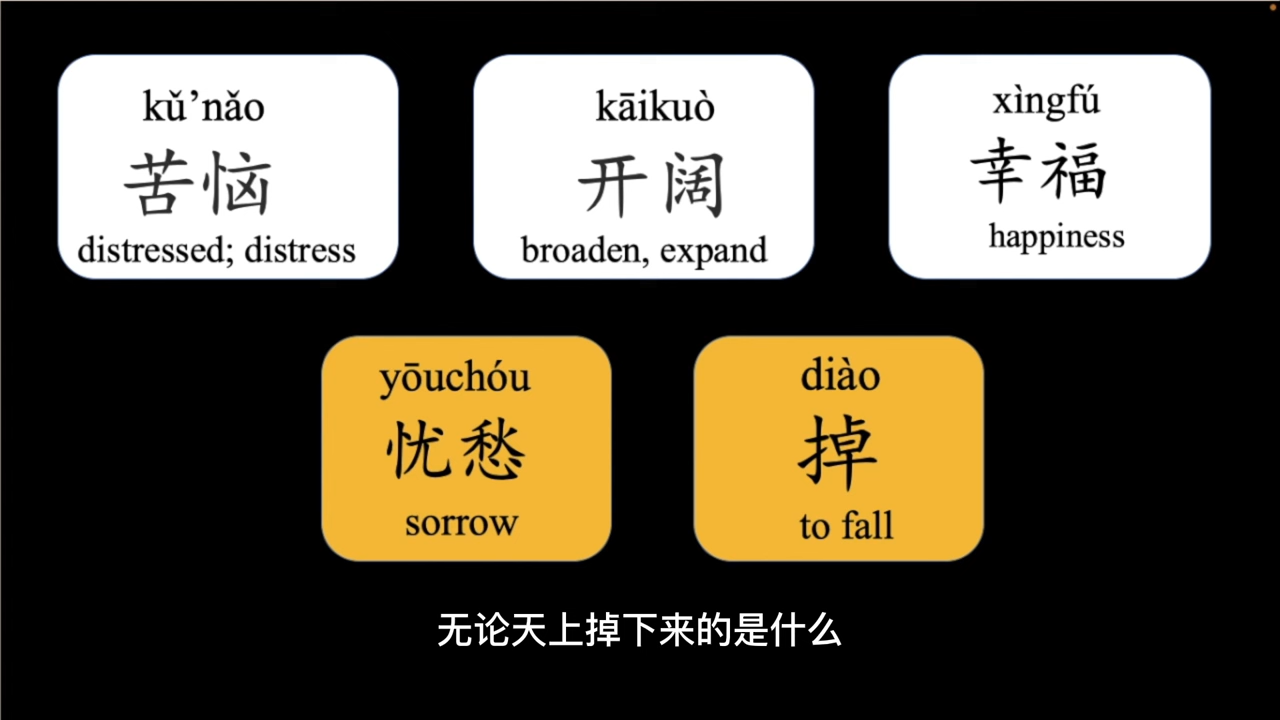 kǔ’nǎo
苦恼
distressed; distress
kāikuò
开阔
broaden, expand
xìngfú
幸福
happiness
yōuchóu
忧愁
sorrow
diào
掉
to fall
无论天上掉下来的是什么